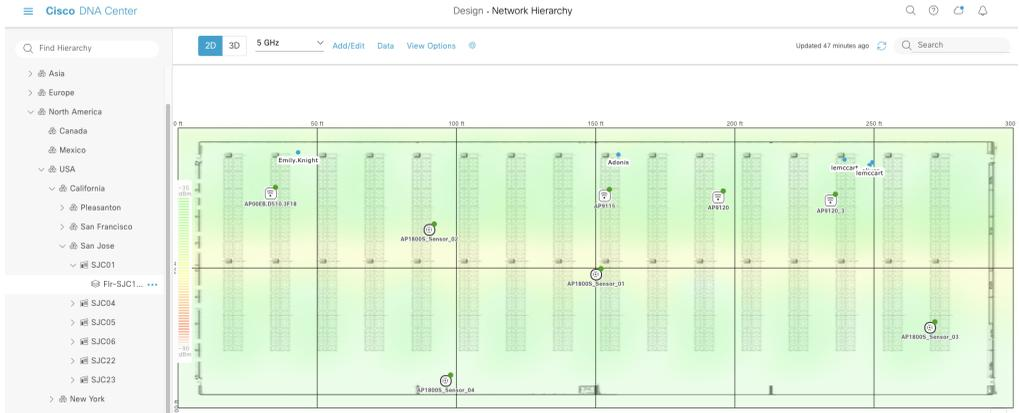 Cisco DNA Center
Design • Network Hierarchy
Find Hierarchy
2D 3D 5 GHz Add/Edit Data View Options
Updated 47 minutes ago
Search
Asia
Europe
North America
Canada
Mexico
USA
California
Pleasanton
San Francisco
San Jose
SJC01
Flr-SJC1...
SJC04
SJC05
SJC06
SJC22
SJC23
New York
0 ft 50 ft 100 ft 150 ft 200 ft 250 ft 300
Emily.Knight
Adonis
lemccart
lemccart
-35
dBm
AP00EB.D510.3F18
AP9115
AP9120
AP9120_3
AP1800S_Sensor_02
AP1800S_Sensor_01
AP1800S_Sensor_03
-90
dBm
AP1800S_Sensor_04